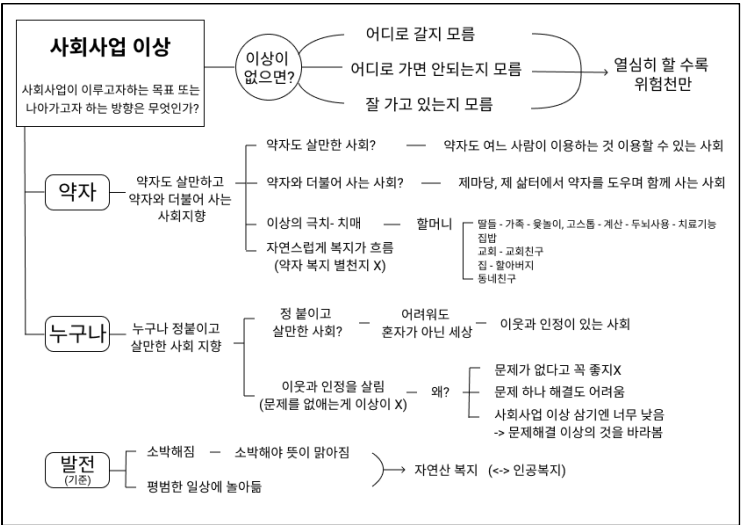 사회사업 이상
사회사업이 이루고자하는 목표 또는
나아가고자 하는 방향은 무엇인가?
이상이
없으면?
어디로 갈지 모름
어디로 가면 안되는지 모름
잘 가고 있는지 모름
열심히 할 수록
위험천만
약자
약자도 살만하고
약자와 더불어 사는
사회지향
약자도 살만한 사회?
약자도 여느 사람이 이용하는 것 이용할 수 있는 사회
약자와 더불어 사는 사회?
제마당, 제 삶터에서 약자를 도우며 함께 사는 사회
이상의 극치- 치매
할머니
딸들 - 가족 - 윷놀이, 고스톱 - 계산 - 두뇌사용 - 치료기능
집밥
교회 - 교회친구
집 - 할아버지
동네친구
자연스럽게 복지가 흐름
(약자 복지 별천지 X)
누구나
누구나 정붙이고
살만한 사회 지향
정 붙이고
살만한 사회?
어려워도
혼자가 아닌 세상
이웃과 인정이 있는 사회
이웃과 인정을 살림
(문제를 없애는게 이상이 X)
왜?
문제가 없다고 꼭 좋지X
문제 하나 해결도 어려움
사회사업 이상 삼기엔 너무 낮음
-> 문제해결 이상의 것을 바라봄
발전
(기준)
소박해짐
소박해야 뜻이 맑아짐
평범한 일상에 놀아듦
자연산 복지 (<-> 인공복지)